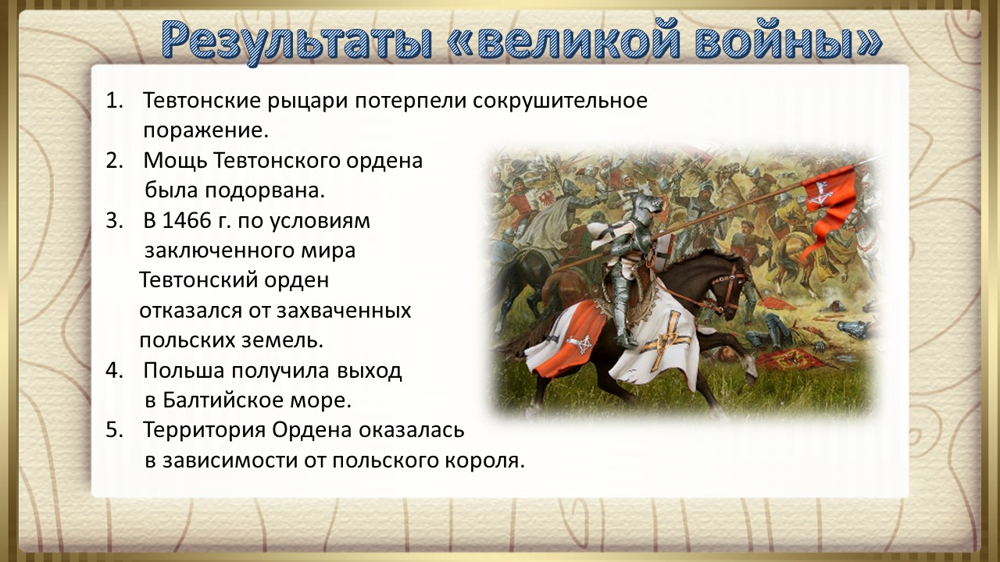 Результаты «великой войны»
1. Тевтонские рыцари потерпели сокрушительное
поражение.
2. Мощь Тевтонского ордена
была подорвана.
3. В 1466 г. по условиям
заключенного мира
Тевтонский орден
отказался от захваченных
польских земель.
4. Польша получила выход
в Балтийское море.
5. Территория Ордена оказалась
в зависимости от польского короля.